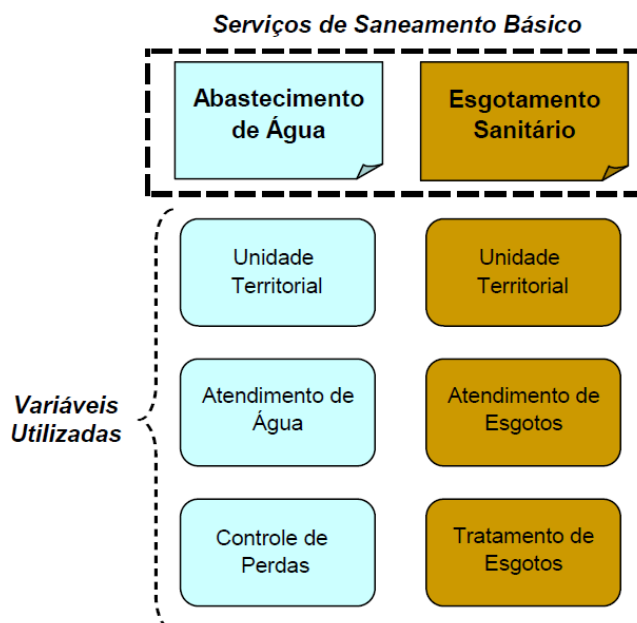 Serviços de Saneamento Básico
Abastecimento
de Água
Esgotamento
Sanitário
Unidade
Territorial
Unidade
Territorial
Variáveis
Utilizadas
Atendimento de
Água
Atendimento de
Esgotos
Controle de
Perdas
Tratamento de
Esgotos